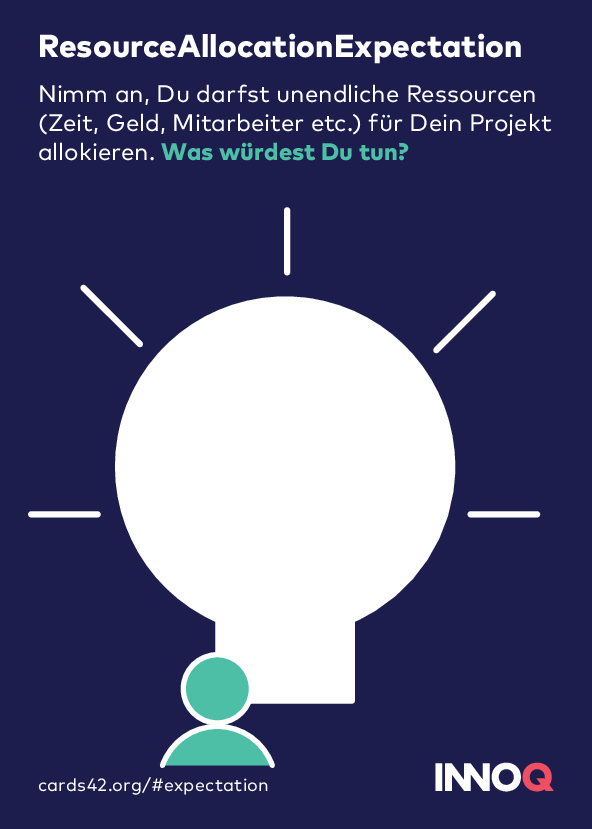 ResourceAllocationExpectation
Nimm an, Du darfst unendliche Ressourcen
(Zeit, Geld, Mitarbeiter etc.) für Dein Projekt
allokieren. Was würdest Du tun?
cards42.org/#expectation
INNOQ